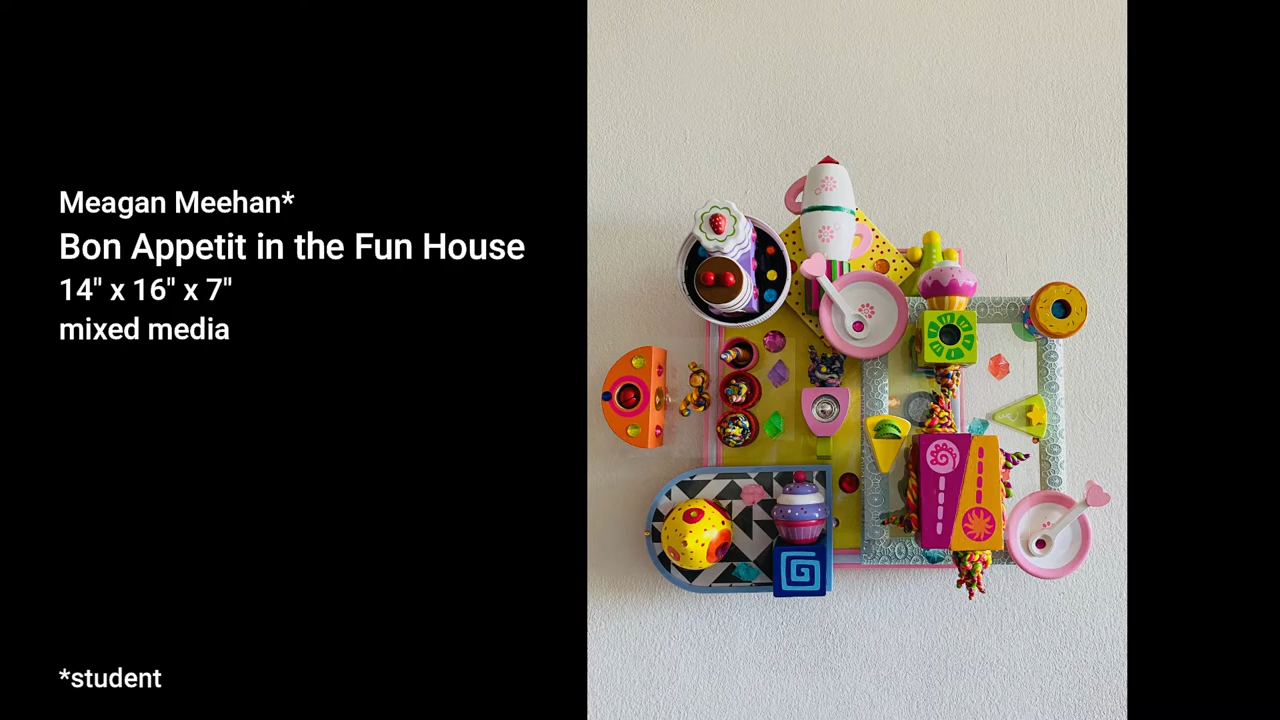 Meagan Meehan*
Bon Appetit in the Fun House
14" x 16" x 7"
mixed media
*student